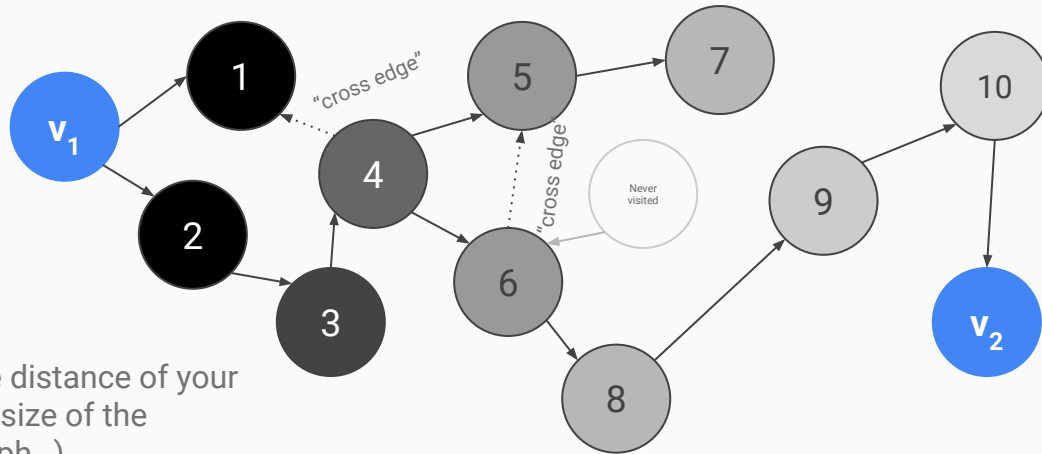 v1
1
"cross edge"
2
3
4
5
"cross edge"
6
7
Never
visited
8
9
10
v2
distance of your
size of the